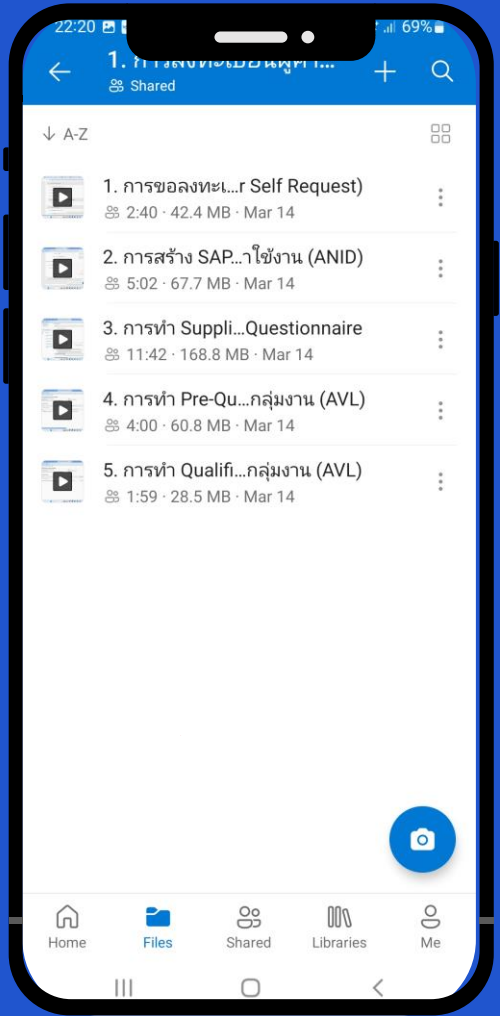 22:20
69%
1. การลงทะเบียนผู้ค้า...
Shared
A-Z
1. การขอลงทะเ...r Self Request)
2:40 · 42.4 MB · Mar 14
2. การสร้าง SAP...าใข้งาน (ANID)
5:02 · 67.7 MB · Mar 14
3. การทำ Suppli...Questionnaire
11:42 · 168.8 MB · Mar 14
4. การทำ Pre-Qu...กลุ่มงาน (AVL)
4:00 · 60.8 MB · Mar 14
5. การทำ Qualifi...กลุ่มงาน (AVL)
1:59 · 28.5 MB · Mar 14
Home
Files
Shared
Libraries
Me